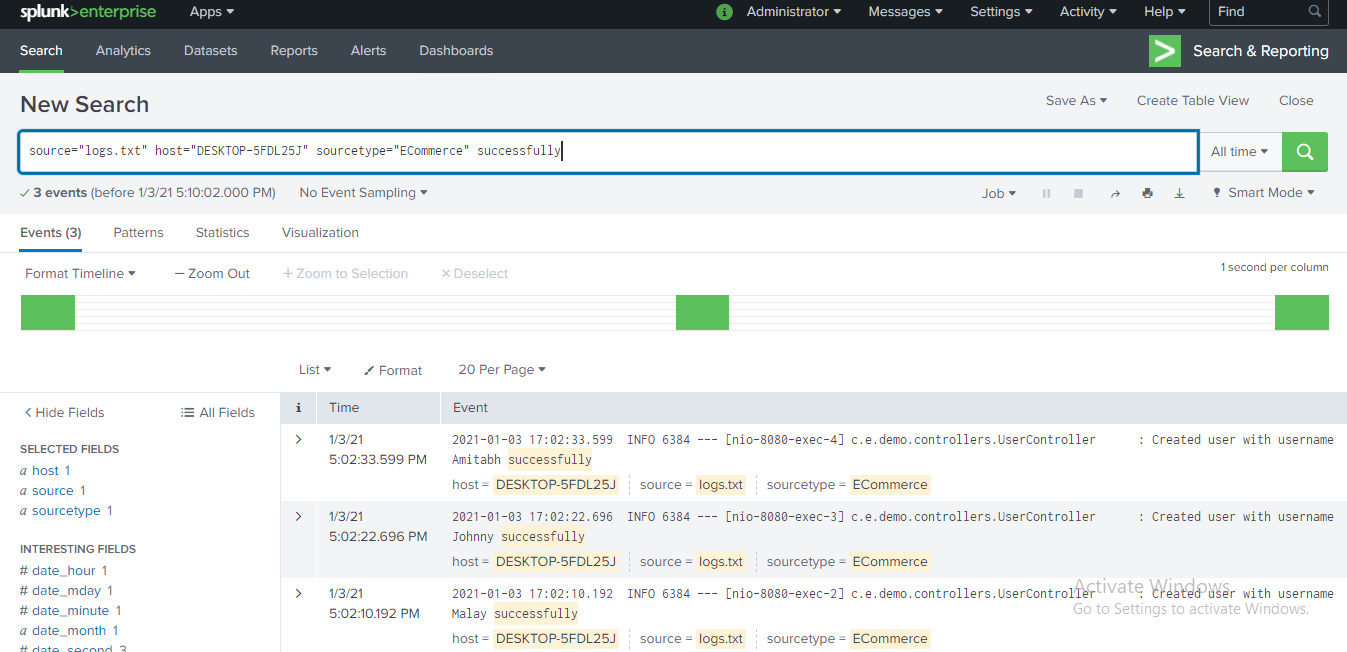 splunk>enterprise Apps i Administrator Messages Settings Activity Help Find
Search Analytics Datasets Reports Alerts Dashboards Search & Reporting
New Search Save As Create Table View Close
source="logs.txt" host="DESKTOP-5FDL25J" sourcetype="ECommerce" successfully All time
3 events (before 1/3/21 5:10:02.000 PM) No Event Sampling Job Smart Mode
Events (3) Patterns Statistics Visualization
Format Timeline — Zoom Out + Zoom to Selection × Deselect 1 second per column
List Format 20 Per Page
< Hide Fields All Fields i Time Event
SELECTED FIELDS
a host 1
a source 1
a sourcetype 1
INTERESTING FIELDS
# date_hour 1
# date_mday 1
# date_minute 1
a date_month 1
# date_second 3
> 1/3/21 2021-01-03 17:02:33.599 INFO 6384 --- [nio-8080-exec-4] c.e.demo.controllers.UserController : Created user with username
5:02:33.599 PM Amitabh successfully
host = DESKTOP-5FDL25J source = logs.txt sourcetype = ECommerce
> 1/3/21 2021-01-03 17:02:22.696 INFO 6384 --- [nio-8080-exec-3] c.e.demo.controllers.UserController : Created user with username
5:02:22.696 PM Johnny successfully
host = DESKTOP-5FDL25J source = logs.txt sourcetype = ECommerce
> 1/3/21 2021-01-03 17:02:10.192 INFO 6384 --- [nio-8080-exec-2] c.e.demo.controllers.UserController : Created user with username
5:02:10.192 PM Malay successfully
host = DESKTOP-5FDL25J source = logs.txt sourcetype = ECommerce
Activate Windows
Go to Settings to activate Windows.